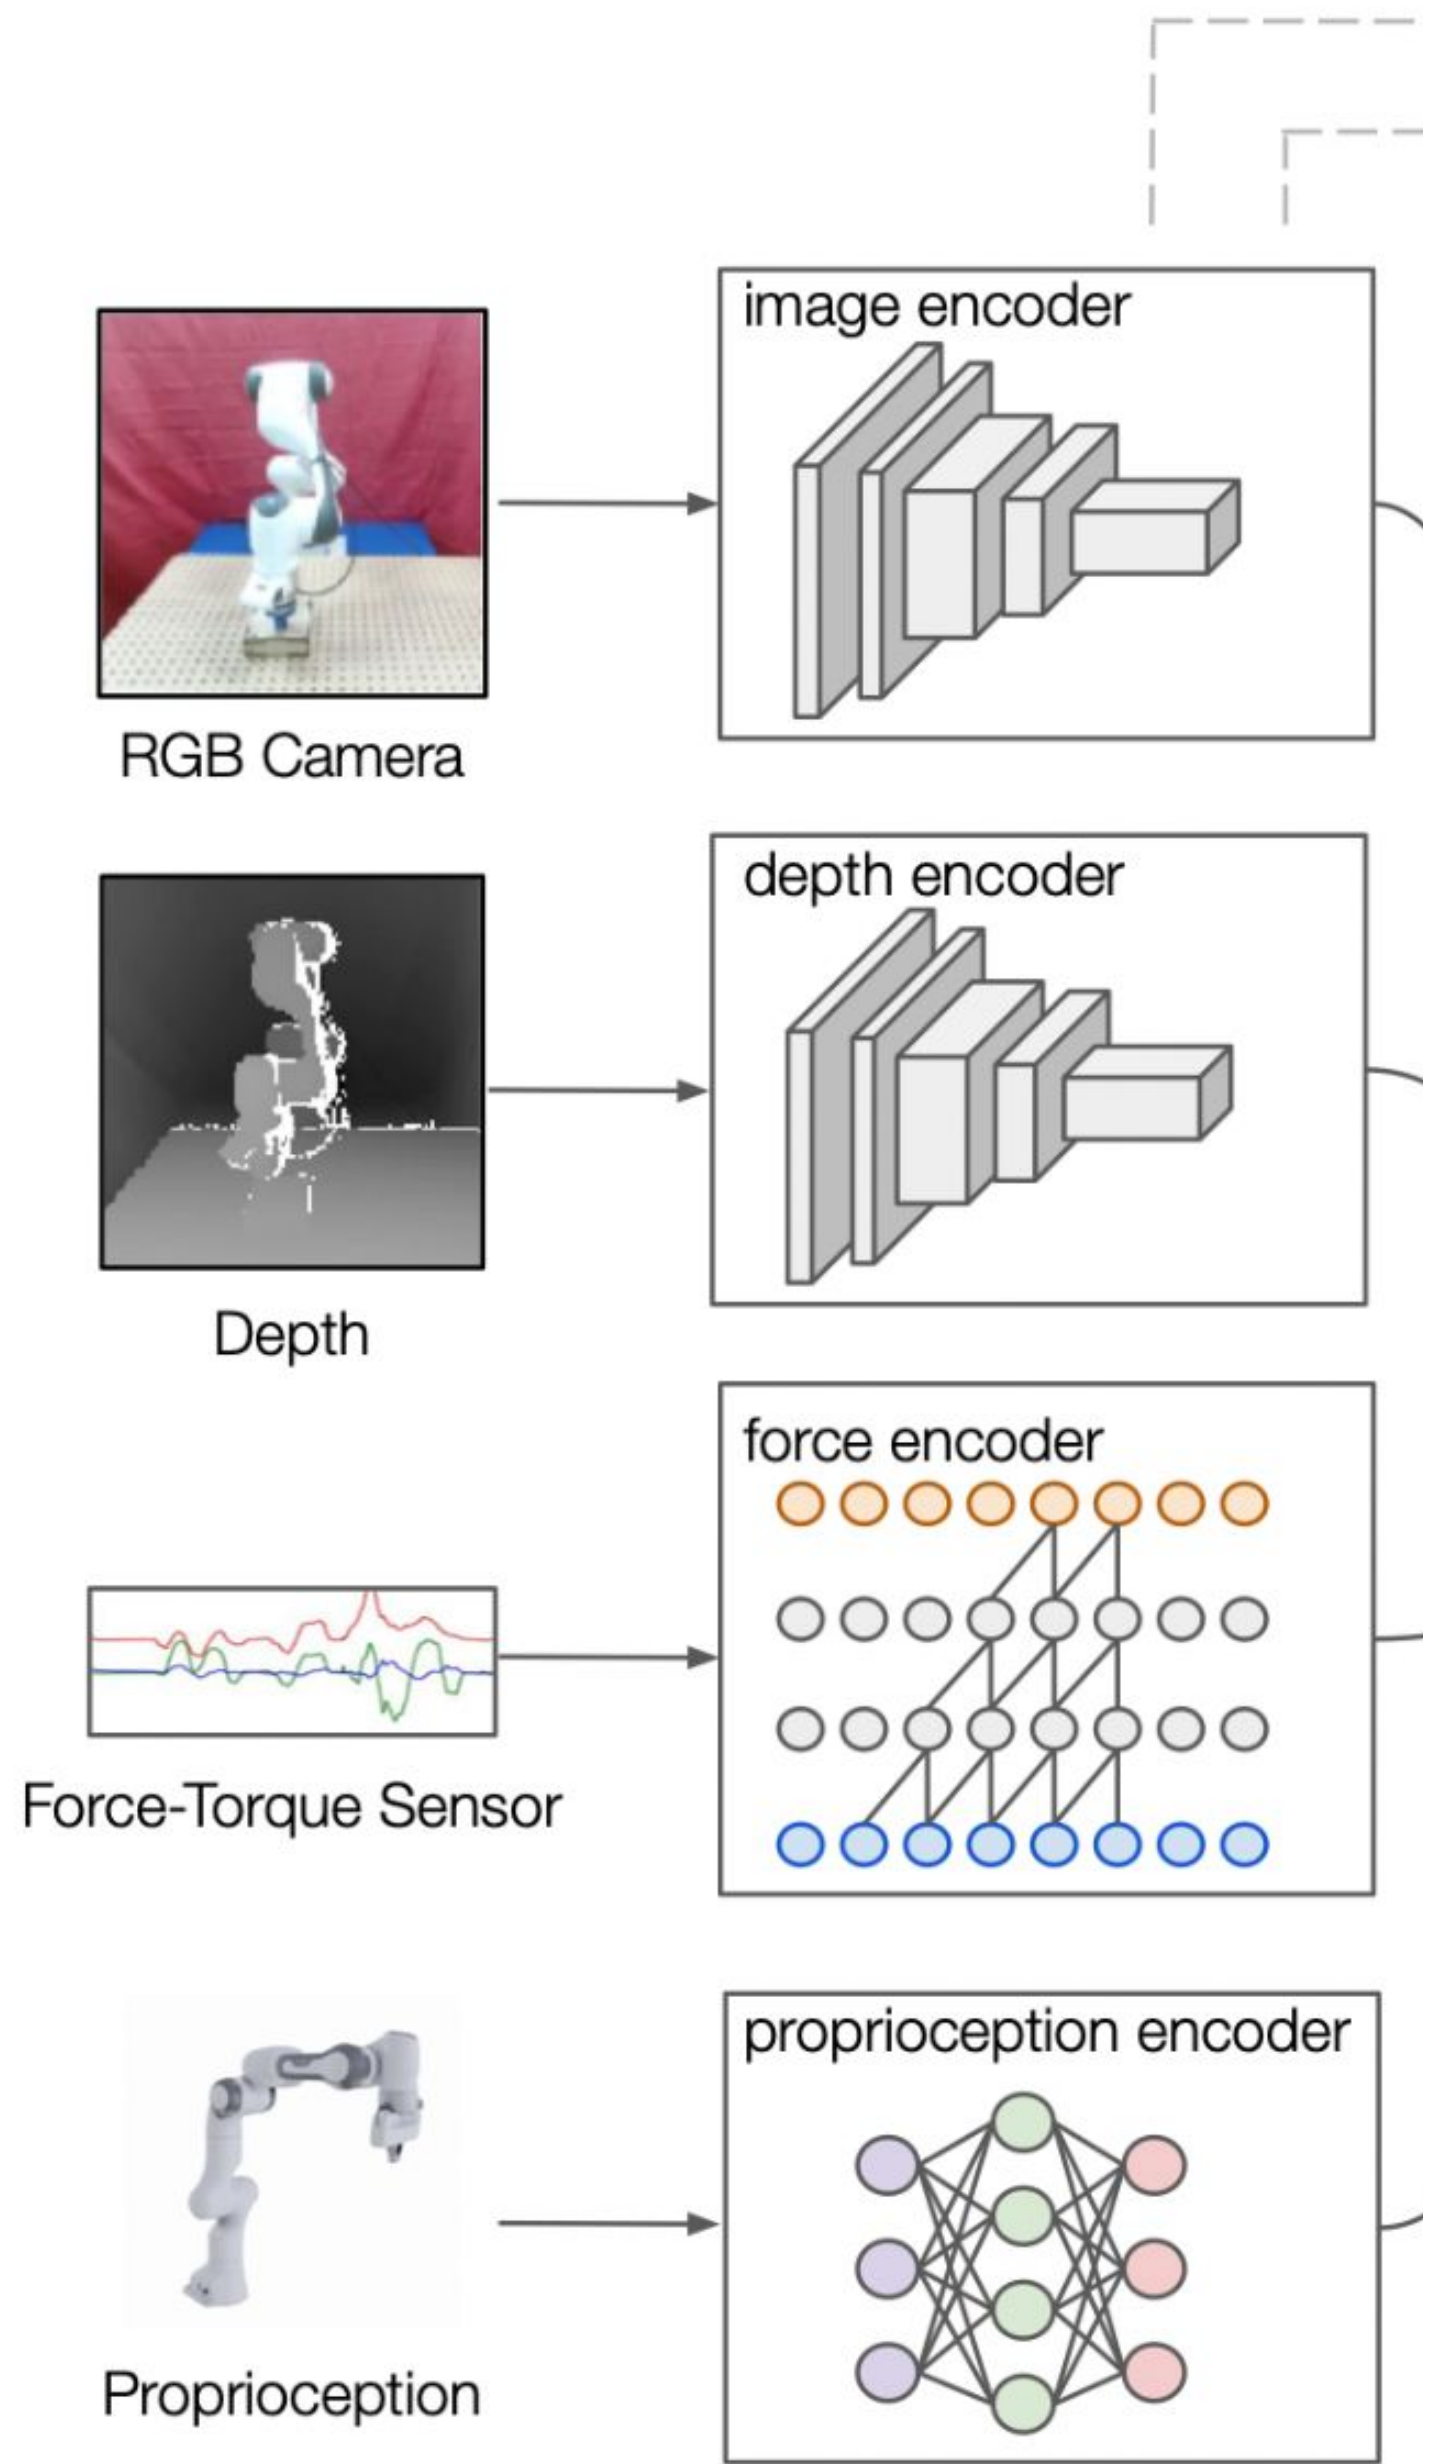 image encoder
RGB Camera
depth encoder
Depth
force encoder
Force-Torque Sensor
proprioception encoder
Proprioception